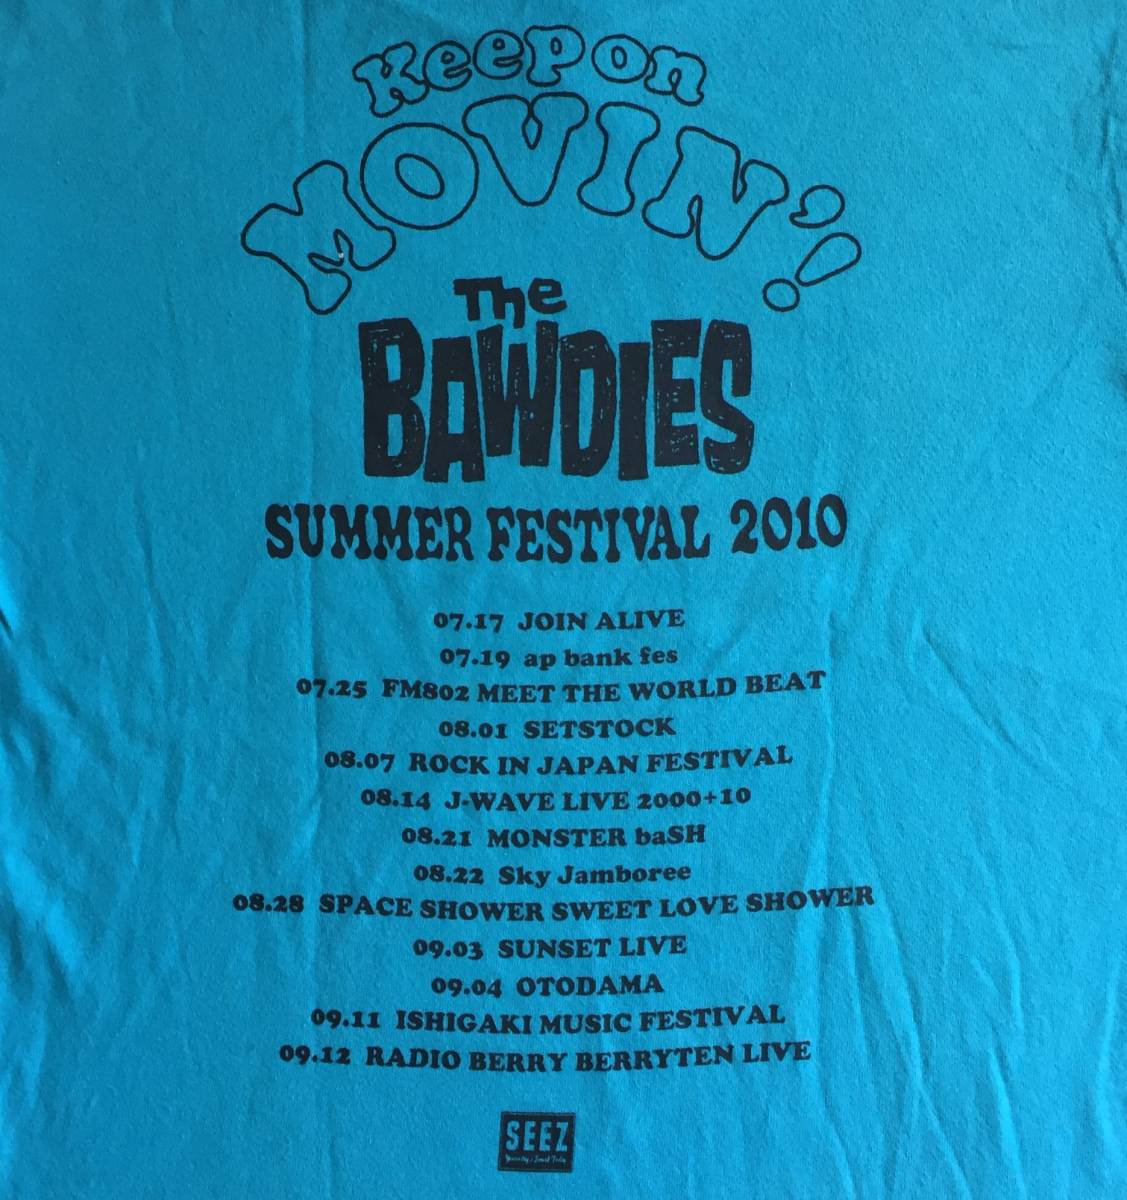 Keep on
MOVIN'!
The
BAWDIES
SUMMER FESTIVAL 2010
07.17 JOIN ALIVE
07.19 ap bank fes
07.25 FM802 MEET THE WORLD BEAT
08.01 SETSTOCK
08.07 ROCK IN JAPAN FESTIVAL
08.14 J-WAVE LIVE 2000+10
08.21 MONSTER baSH
08.22 Sky Jamboree
08.28 SPACE SHOWER SWEET LOVE SHOWER
09.03 SUNSET LIVE
09.04 OTODAMA
09.11 ISHIGAKI MUSIC FESTIVAL
09.12 RADIO BERRY BERRYTEN LIVE
SEEZ